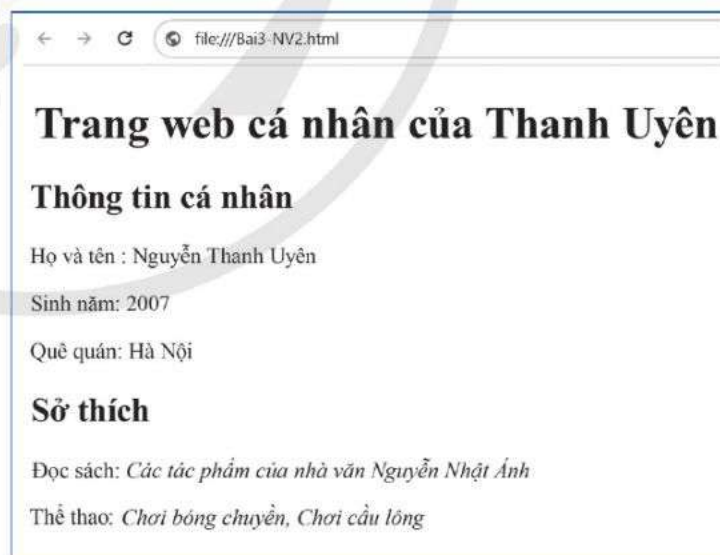 file:///Bai3-NV2.html
Trang web cá nhân của Thanh Uyên
Thông tin cá nhân
Họ và tên : Nguyễn Thanh Uyên
Sinh năm: 2007
Quê quán: Hà Nội
Sở thích
Đọc sách: Các tác phẩm của nhà văn Nguyễn Nhật Ánh
Thể thao: Chơi bóng chuyền, Chơi cầu lông